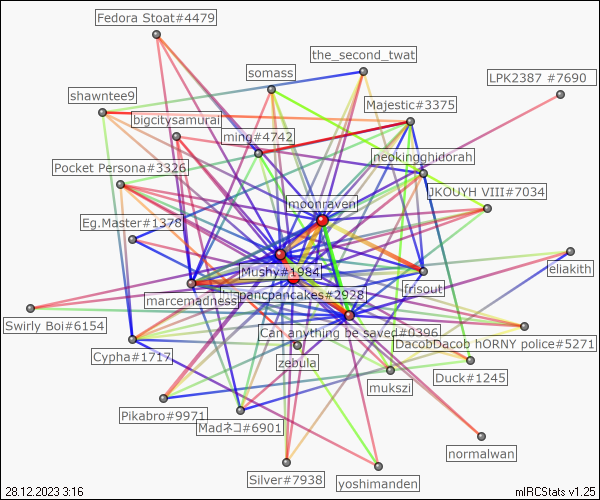 Fedora Stoat#4479
the_second_twat
somass
LPK2387 #7690
shawntee9
Majestic#3375
bigcitysamurai
ming#4742
neokingghidorah
Pocket Persona#3326
JKOUYH VIII#7034
moonraven
Eg.Master#1378
eliakith
Mushy#1984
frisout
marcemadness
hispancpancakes#2928
Swirly Boi#6154
Can anything be saved#0396
DacobDacob hORNY police#5271
Cypha#1717
zebula
Duck#1245
mukszi
Pikabro#9971
Madネコ#6901
normalwan
Silver#7938
yoshimanden
28.12.2023 3:16
mIRCStats v1.25